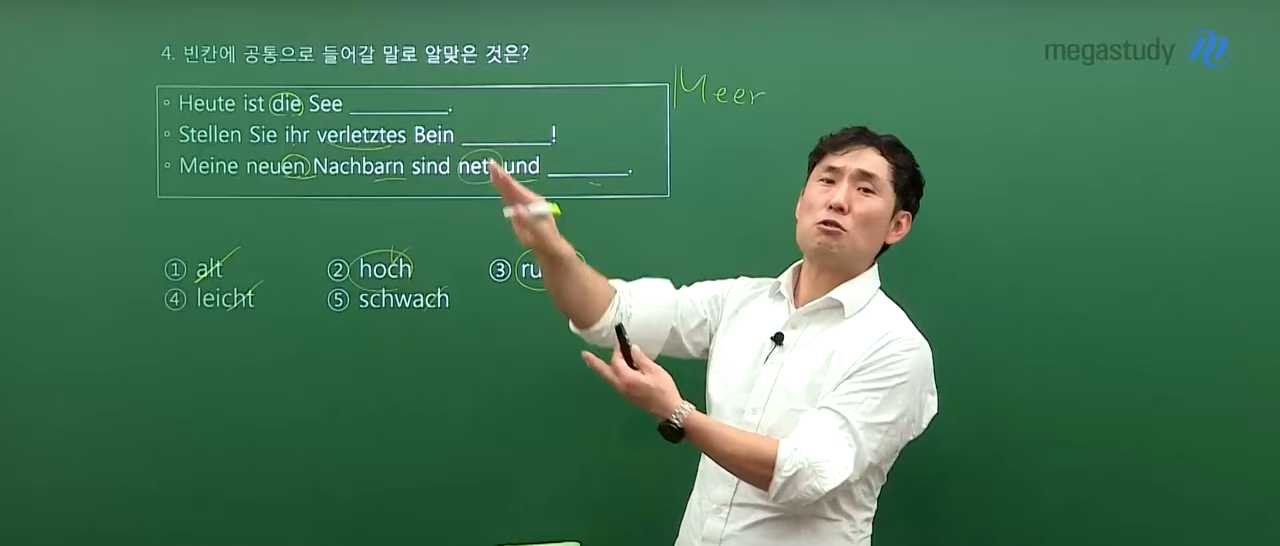 4. 빈칸에 공통으로 들어갈 말로 알맞은 것은?
megastudy
Meer
◦ Heute ist die See ________.
◦ Stellen Sie ihr verletztes Bein ________!
◦ Meine neuen Nachbarn sind nett und ________.
① alt ② hoch ③
④ leicht ⑤ schwach